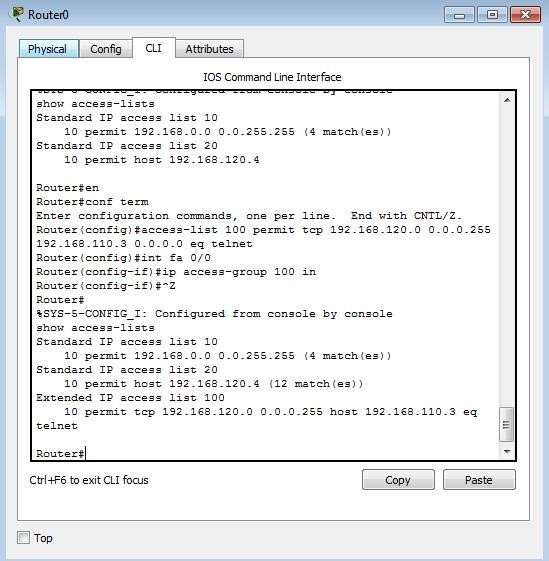 Router0
Physical Config CLI Attributes
IOS Command Line Interface
%SYS-5-CONFIG_I: Configured from console by console
show access-lists
Standard IP access list 10
10 permit 192.168.0.0 0.0.255.255 (4 match(es))
Standard IP access list 20
10 permit host 192.168.120.4
Router#en
Router#conf term
Enter configuration commands, one per line. End with CNTL/Z.
Router(config)#access-list 100 permit tcp 192.168.120.0 0.0.0.255
192.168.110.3 0.0.0.0 eq telnet
Router(config)#int fa 0/0
Router(config-if)#ip access-group 100 in
Router(config-if)#^Z
Router#
%SYS-5-CONFIG_I: Configured from console by console
show access-lists
Standard IP access list 10
10 permit 192.168.0.0 0.0.255.255 (4 match(es))
Standard IP access list 20
10 permit host 192.168.120.4 (12 match(es))
Extended IP access list 100
10 permit tcp 192.168.120.0 0.0.0.255 host 192.168.110.3 eq
telnet
Router#
Ctrl+F6 to exit CLI focus
Copy Paste
Top